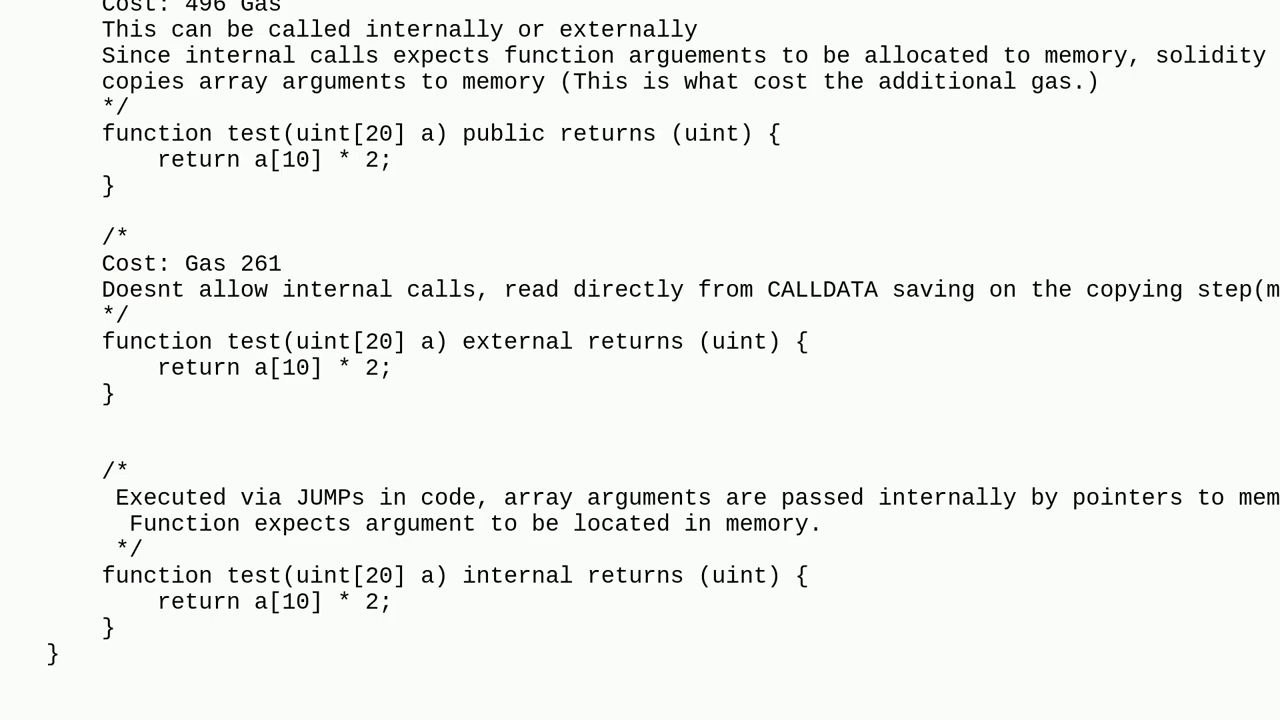 Cost: 496 Gas
This can be called internally or externally
Since internal calls expects function arguements to be allocated to memory, solidity
copies array arguments to memory (This is what cost the additional gas.)
*/
function test(uint[20] a) public returns (uint) {
return a[10] * 2;
}
/*
Cost: Gas 261
Doesnt allow internal calls, read directly from CALLDATA saving on the copying step(m
*/
function test(uint[20] a) external returns (uint) {
return a[10] * 2;
}
/*
Executed via JUMPs in code, array arguments are passed internally by pointers to mem
Function expects argument to be located in memory.
*/
function test(uint[20] a) internal returns (uint) {
return a[10] * 2;
}
}